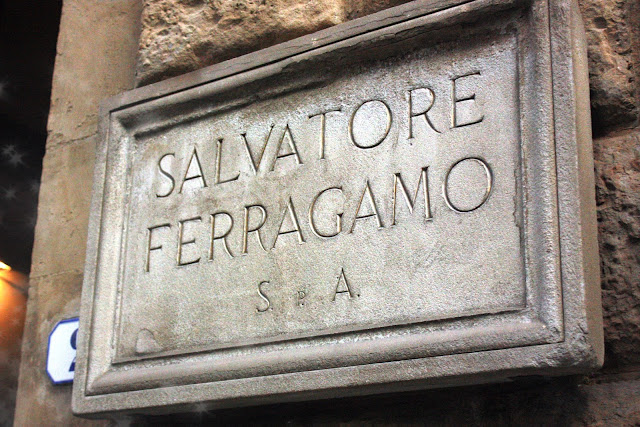 SALVATORE
FERRAGAMO
S. P. A.